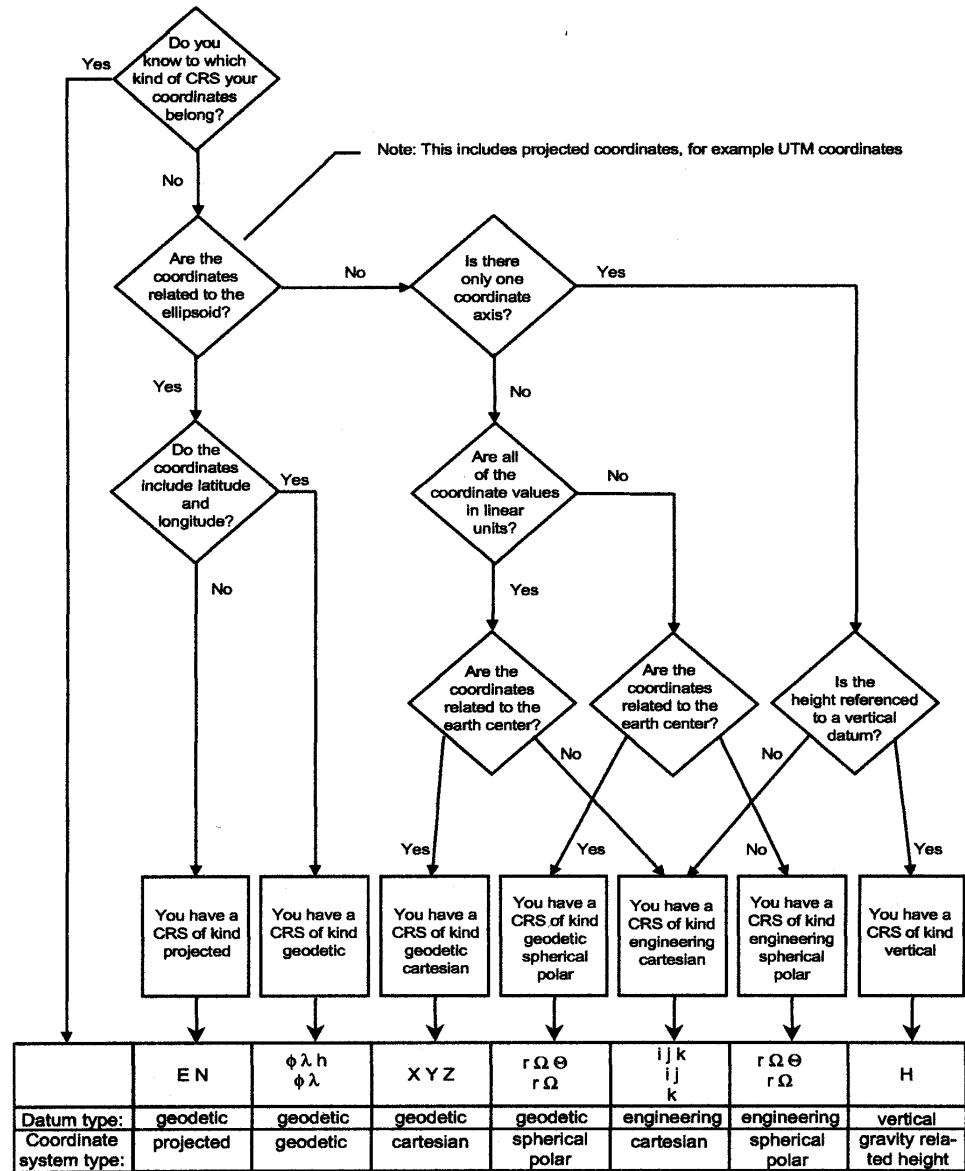 Do you
know to which
kind of CRS your
coordinates
belong?
Yes
No
Note: This includes projected coordinates, for example UTM coordinates
Are the
coordinates
related to the
ellipsoid?
No
Is there
only one
coordinate
axis?
Yes
Yes
No
Do the
coordinates
include latitude
and
longitude?
Yes
No
Are all
of the
coordinate values
in linear
units?
No
Yes
Are the
coordinates
related to the
earth center?
Are the
coordinates
related to the
earth center?
Is the
height referenced
to a vertical
datum?
No
No
Yes
Yes
No
Yes
You have a
CRS of kind
projected
You have a
CRS of kind
geodetic
You have a
CRS of kind
geodetic
cartesian
You have a
CRS of kind
geodetic
spherical
polar
You have a
CRS of kind
engineering
cartesian
You have a
CRS of kind
engineering
spherical
polar
You have a
CRS of kind
vertical
E N
ϕ λ h
ϕ λ
X Y Z
r Ω Θ
r Ω
i j k
i j
k
r Ω Θ
r Ω
H
Datum type: geodetic geodetic geodetic geodetic engineering engineering vertical
Coordinate
system type:
projected
geodetic
cartesian
spherical
polar
cartesian
spherical
polar
gravity rela-
ted height